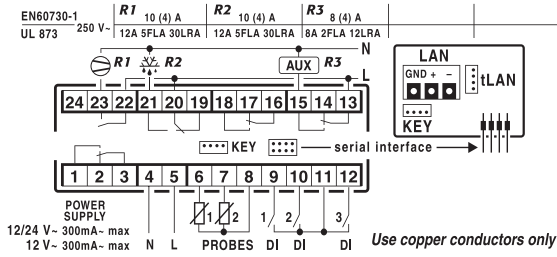 EN60730-1
UL 873
250 V~
R1 10 (4) A
12A 5FLA 30LRA
R2 10 (4) A
12A 5FLA 30LRA
R3 8 (4) A
8A 2FLA 12LRA
N
R1 R2 AUX R3
L
24 23 22 21 20 19 18 17 16 15 14 13
LAN
GND + -
tLAN
KEY
KEY
serial interface
1 2 3 4 5 6 7 8 9 10 11 12
1 2 1 2 3
POWER
SUPPLY
12/24 V~ 300mA~ max
12 V~ 300mA~ max
N L PROBES DI DI DI
Use copper conductors only